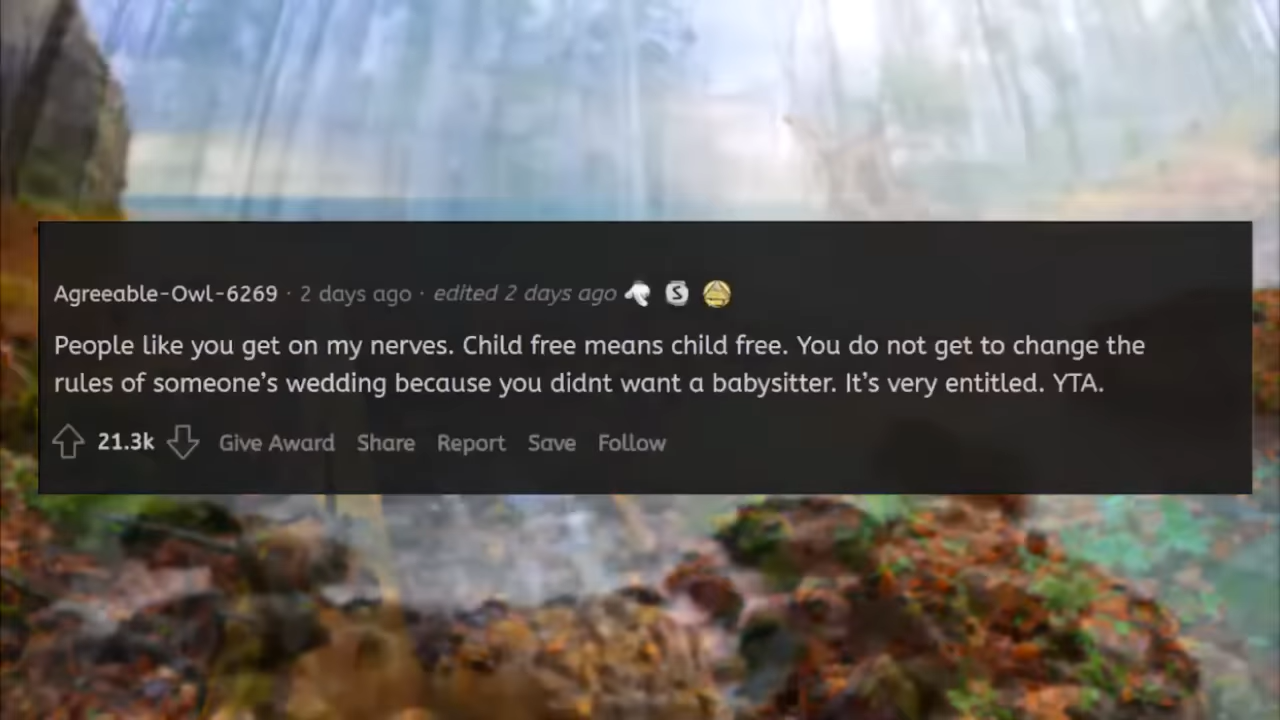 Agreeable-Owl-6269 · 2 days ago · edited 2 days ago S
People like you get on my nerves. Child free means child free. You do not get to change the
rules of someone's wedding because you didnt want a babysitter. It's very entitled. YTA.
21.3k Give Award Share Report Save Follow